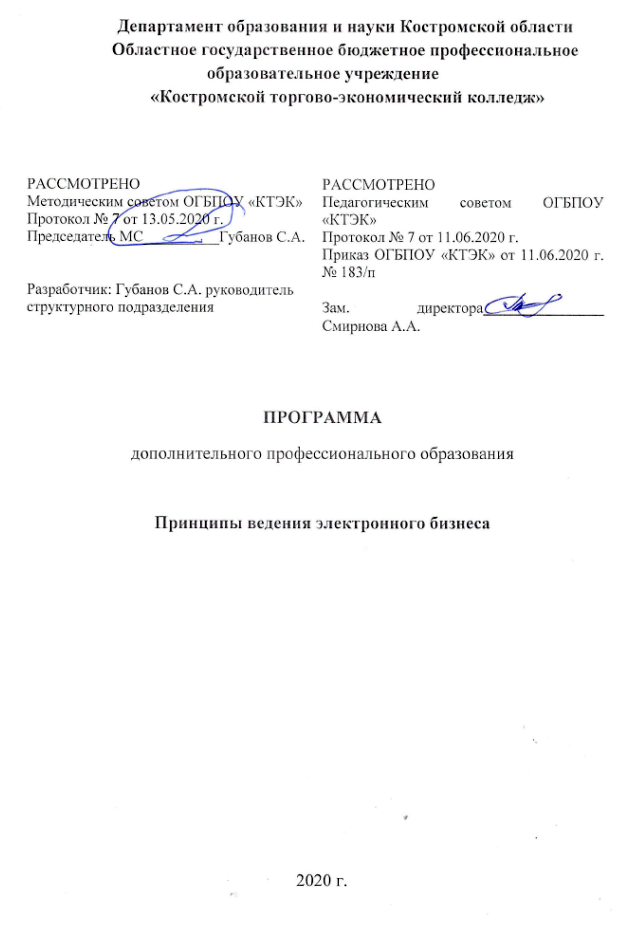 Департамент образования и науки Костромской области
Областное государственное бюджетное профессиональное
образовательное учреждение
«Костромской торгово-экономический колледж»
РАССМОТРЕНО
Методическим советом ОГБПОУ «КТЭК»
Протокол № 7 от 13.05.2020 г.
Председатель МС__________Губанов С.А.
Разработчик: Губанов С.А. руководитель
структурного подразделения
РАССМОТРЕНО
Педагогическим советом ОГБПОУ
«КТЭК»
Протокол № 7 от 11.06.2020 г.
Приказ ОГБПОУ «КТЭК» от 11.06.2020 г.
№ 183/п
Зам. директора________________
Смирнова А.А.
ПРОГРАММА
дополнительного профессионального образования
Принципы ведения электронного бизнеса
2020 г.